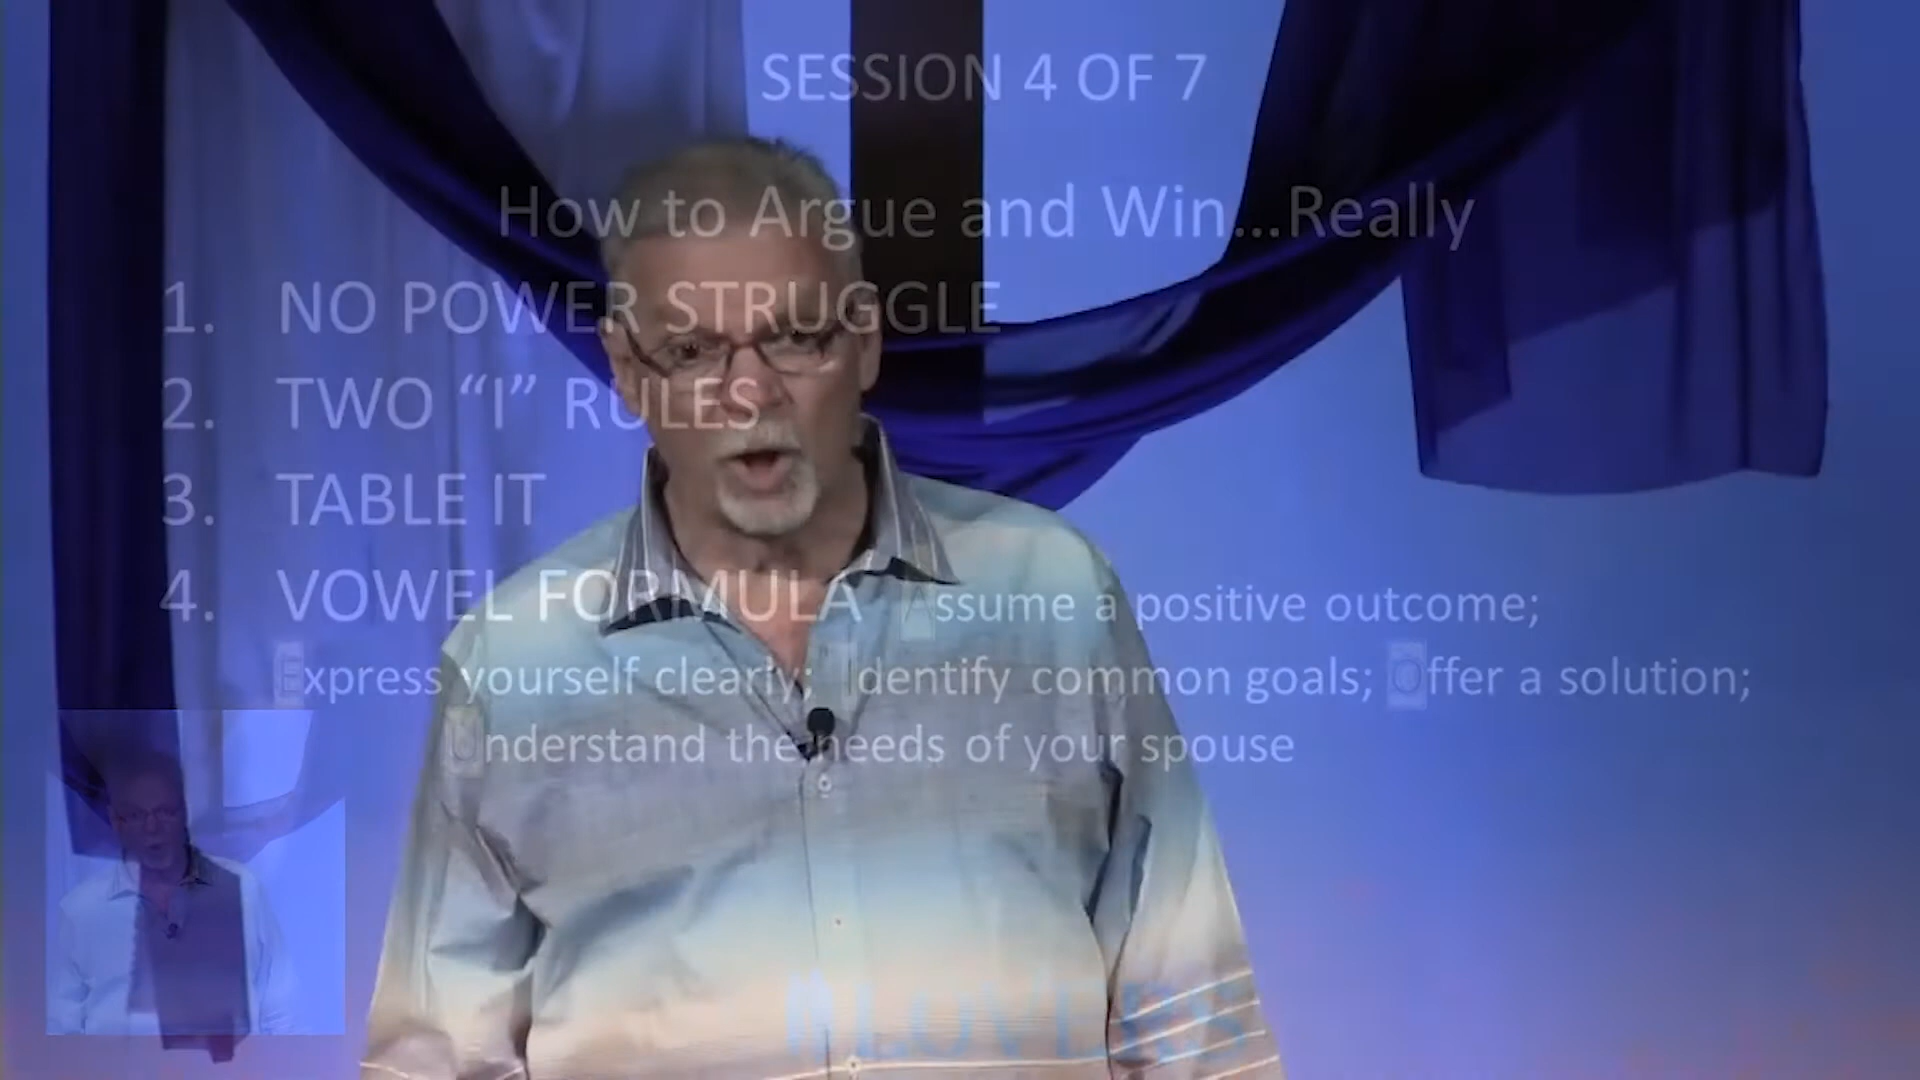 SESSION 4 OF 7
How to Argue and Win...Really
1. NO POWER STRUGGLE
2. TWO “I” RULES
3. TABLE IT
4. VOWEL FORMULA Assume a positive outcome;
Express yourself clearly; Identify common goals; Offer a solution;
Understand the needs of your spouse